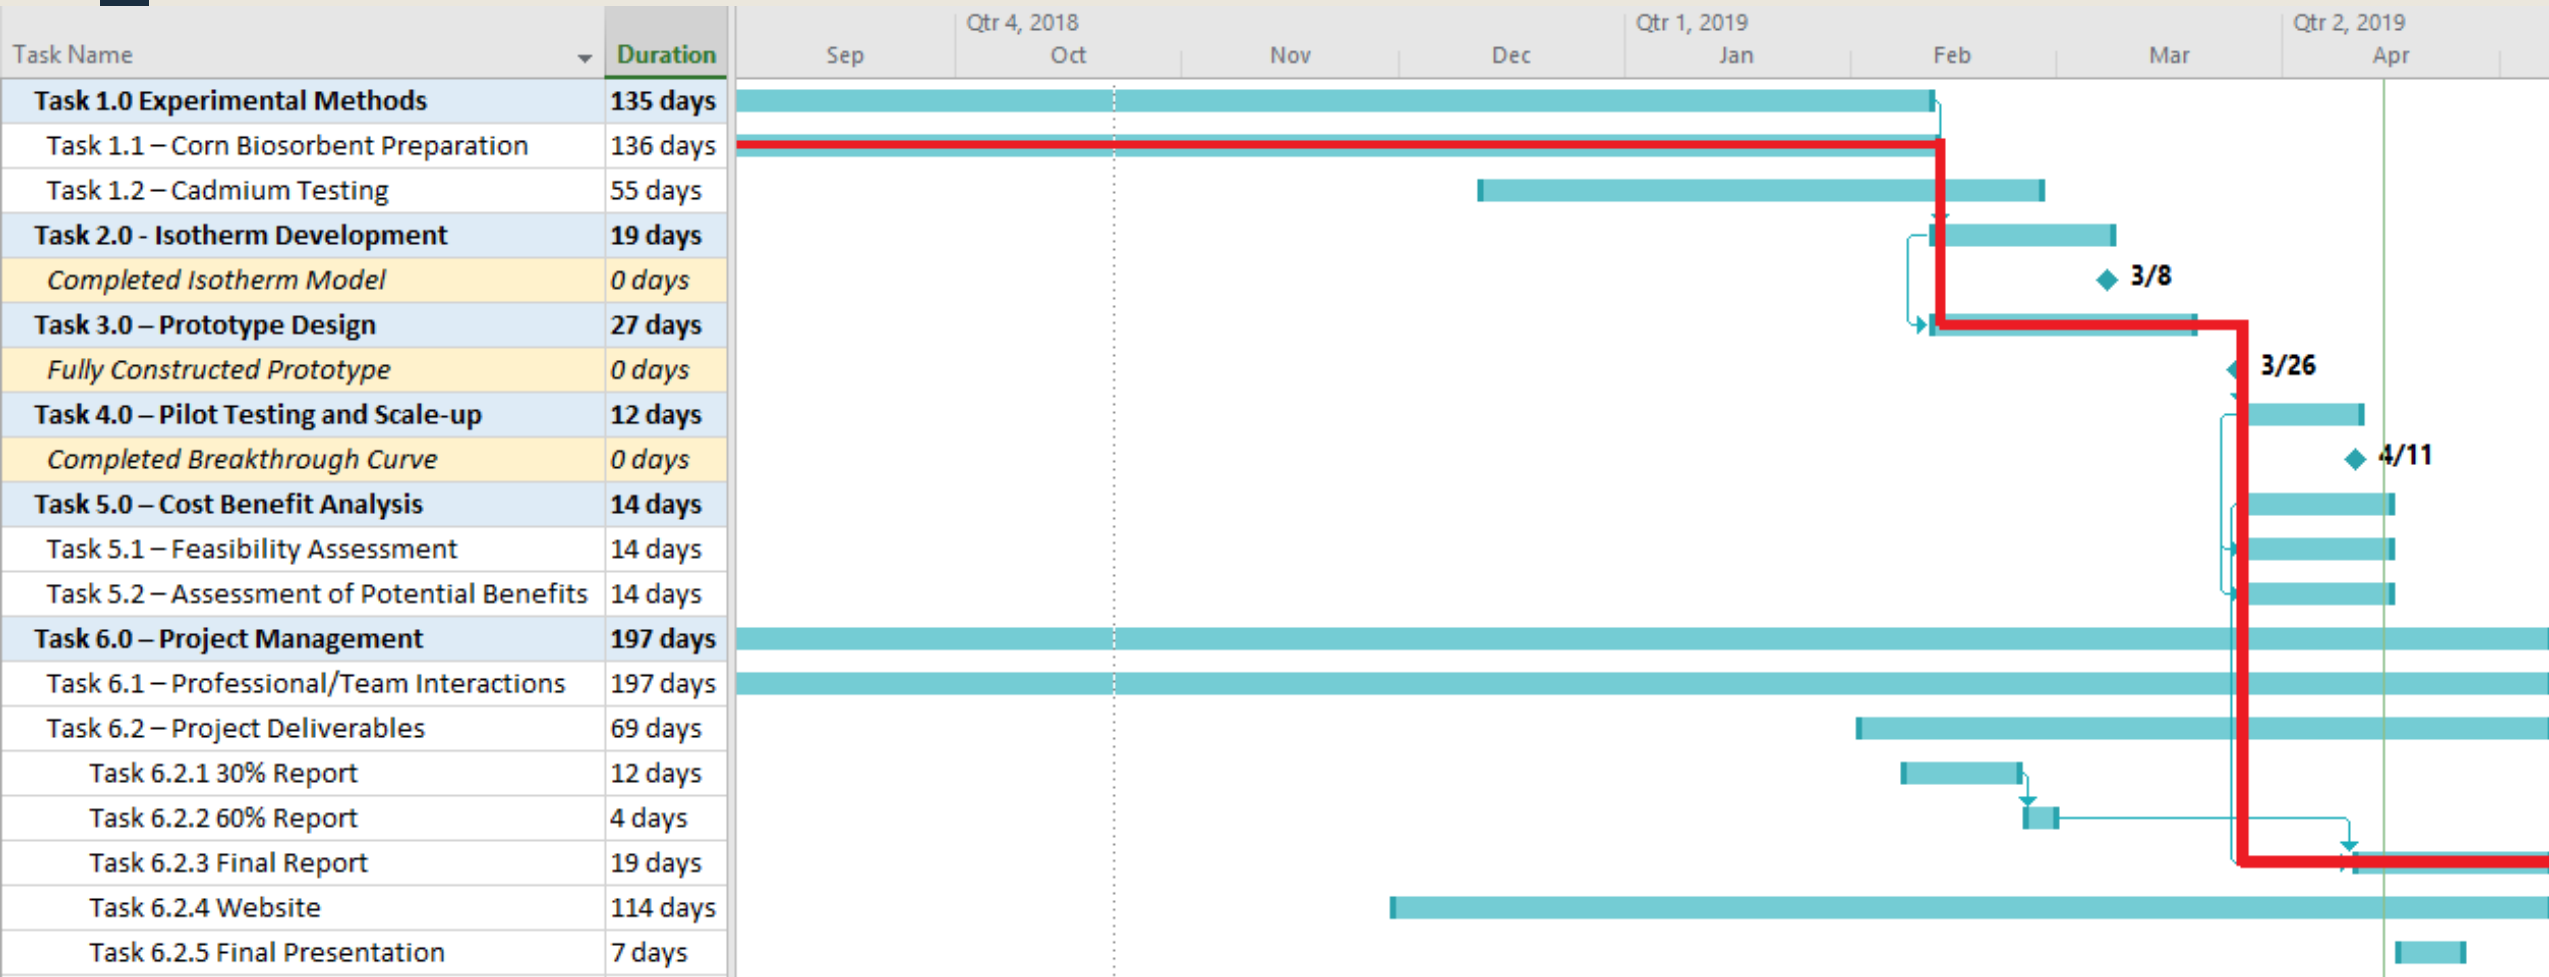 Qtr 4, 2018 Qtr 1, 2019 Qtr 2, 2019
Task Name Duration Sep Oct Nov Dec Jan Feb Mar Apr
Task 1.0 Experimental Methods 135 days
Task 1.1 – Corn Biosorbent Preparation 136 days
Task 1.2 – Cadmium Testing 55 days
Task 2.0 - Isotherm Development 19 days
Completed Isotherm Model 0 days 3/8
Task 3.0 – Prototype Design 27 days
Fully Constructed Prototype 0 days 3/26
Task 4.0 – Pilot Testing and Scale-up 12 days
Completed Breakthrough Curve 0 days 4/11
Task 5.0 – Cost Benefit Analysis 14 days
Task 5.1 – Feasibility Assessment 14 days
Task 5.2 – Assessment of Potential Benefits 14 days
Task 6.0 – Project Management 197 days
Task 6.1 – Professional/Team Interactions 197 days
Task 6.2 – Project Deliverables 69 days
Task 6.2.1 30% Report 12 days
Task 6.2.2 60% Report 4 days
Task 6.2.3 Final Report 19 days
Task 6.2.4 Website 114 days
Task 6.2.5 Final Presentation 7 days